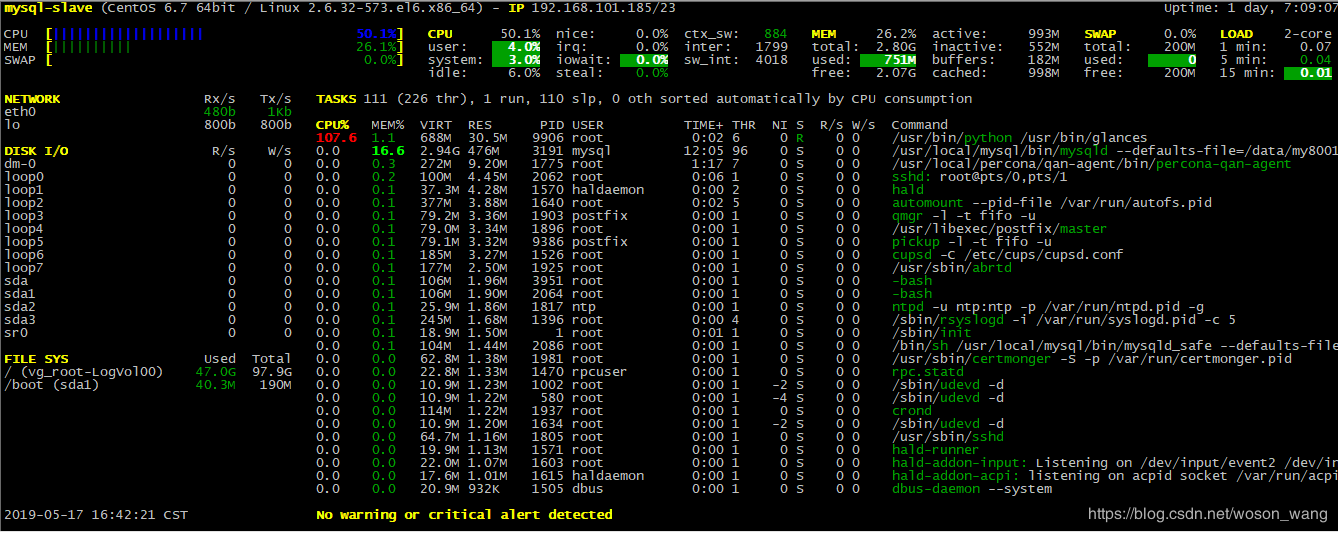 mysql-slave (CentOS 6.7 64bit / Linux 2.6.32-573.el6.x86_64) - IP 192.168.101.185/23 Uptime: 1 day, 7:09:07
CPU [|||||||||||||||||||| 50.1%] CPU 50.1% nice: 0.0% ctx_sw: 884 MEM 26.2% active: 993M SWAP 0.0% LOAD 2-core
MEM [||||||||||| 26.1%] user: 4.0% irq: 0.0% inter: 1799 total: 2.80G inactive: 552M total: 200M 1 min: 0.07
SWAP [ 0.0%] system: 3.0% iowait: 0.0% sw_int: 4018 used: 751M buffers: 182M used: 0 5 min: 0.04
idle: 6.0% steal: 0.0% free: 2.07G cached: 998M free: 200M 15 min: 0.01
NETWORK Rx/s Tx/s TASKS 111 (226 thr), 1 run, 110 slp, 0 oth sorted automatically by CPU consumption
eth0 480b 1Kb
lo 800b 800b CPU% MEM% VIRT RES PID USER TIME+ THR NI S R/s W/s Command
107.6 1.1 688M 30.5M 9906 root 0:02 6 0 R 0 0 /usr/bin/python /usr/bin/glances
DISK I/O R/s W/s 0.0 16.6 2.94G 476M 3191 mysql 12:05 96 0 S 0 0 /usr/local/mysql/bin/mysqld --defaults-file=/data/my8001
dm-0 0 0 0.0 0.3 272M 9.20M 1775 root 1:17 7 0 S 0 0 /usr/local/percona/qan-agent/bin/percona-qan-agent
loop0 0 0 0.0 0.2 100M 4.45M 2062 root 0:06 1 0 S 0 0 sshd: root@pts/0,pts/1
loop1 0 0 0.0 0.1 37.3M 4.28M 1570 haldaemon 0:00 2 0 S 0 0 hald
loop2 0 0 0.0 0.1 377M 3.88M 1640 root 0:02 5 0 S 0 0 automount --pid-file /var/run/autofs.pid
loop3 0 0 0.0 0.1 79.2M 3.36M 1903 postfix 0:00 1 0 S 0 0 qmgr -l -t fifo -u
loop4 0 0 0.0 0.1 79.0M 3.34M 1896 root 0:00 1 0 S 0 0 /usr/libexec/postfix/master
loop5 0 0 0.0 0.1 79.1M 3.32M 9386 postfix 0:00 1 0 S 0 0 pickup -l -t fifo -u
loop6 0 0 0.0 0.1 185M 3.27M 1526 root 0:00 1 0 S 0 0 cupsd -C /etc/cups/cupsd.conf
loop7 0 0 0.0 0.1 177M 2.50M 1925 root 0:00 1 0 S 0 0 /usr/sbin/abrtd
sda 0 0 0.0 0.1 106M 1.96M 3951 root 0:00 1 0 S 0 0 -bash
sda1 0 0 0.0 0.1 106M 1.90M 2064 root 0:00 1 0 S 0 0 -bash
sda2 0 0 0.0 0.1 25.9M 1.86M 1817 ntp 0:00 1 0 S 0 0 ntpd -u ntp:ntp -p /var/run/ntpd.pid -g
sda3 0 0 0.0 0.1 245M 1.68M 1396 root 0:00 4 0 S 0 0 /sbin/rsyslogd -i /var/run/syslogd.pid -c 5
sr0 0 0 0.0 0.1 18.9M 1.50M 1 root 0:01 1 0 S 0 0 /sbin/init
0.0 0.1 104M 1.44M 2086 root 0:00 1 0 S 0 0 /bin/sh /usr/local/mysql/bin/mysqld_safe --defaults-file
FILE SYS Used Total 0.0 0.0 62.8M 1.38M 1981 root 0:00 1 0 S 0 0 /usr/sbin/certmonger -S -p /var/run/certmonger.pid
/ (vg_root-LogVol00) 47.0G 97.9G 0.0 0.0 22.8M 1.33M 1470 rpcuser 0:00 1 0 S 0 0 rpc.statd
/boot (sda1) 40.3M 190M 0.0 0.0 10.9M 1.23M 1002 root 0:00 1 -2 S 0 0 /sbin/udevd -d
0.0 0.0 10.9M 1.22M 580 root 0:00 1 -4 S 0 0 /sbin/udevd -d
0.0 0.0 114M 1.22M 1937 root 0:00 1 0 S 0 0 crond
0.0 0.0 10.9M 1.20M 1634 root 0:00 1 -2 S 0 0 /sbin/udevd -d
0.0 0.0 64.7M 1.16M 1805 root 0:00 1 0 S 0 0 /usr/sbin/sshd
0.0 0.0 19.9M 1.13M 1571 root 0:00 1 0 S 0 0 hald-runner
0.0 0.0 22.0M 1.07M 1603 root 0:00 1 0 S 0 0 hald-addon-input: Listening on /dev/input/event2 /dev/in
0.0 0.0 17.6M 1.01M 1615 haldaemon 0:00 1 0 S 0 0 hald-addon-acpi: listening on acpid socket /var/run/acpi
0.0 0.0 20.9M 932K 1505 dbus 0:00 1 0 S 0 0 dbus-daemon --system
2019-05-17 16:42:21 CST No warning or critical alert detected
https://blog.csdn.net/woson_wang